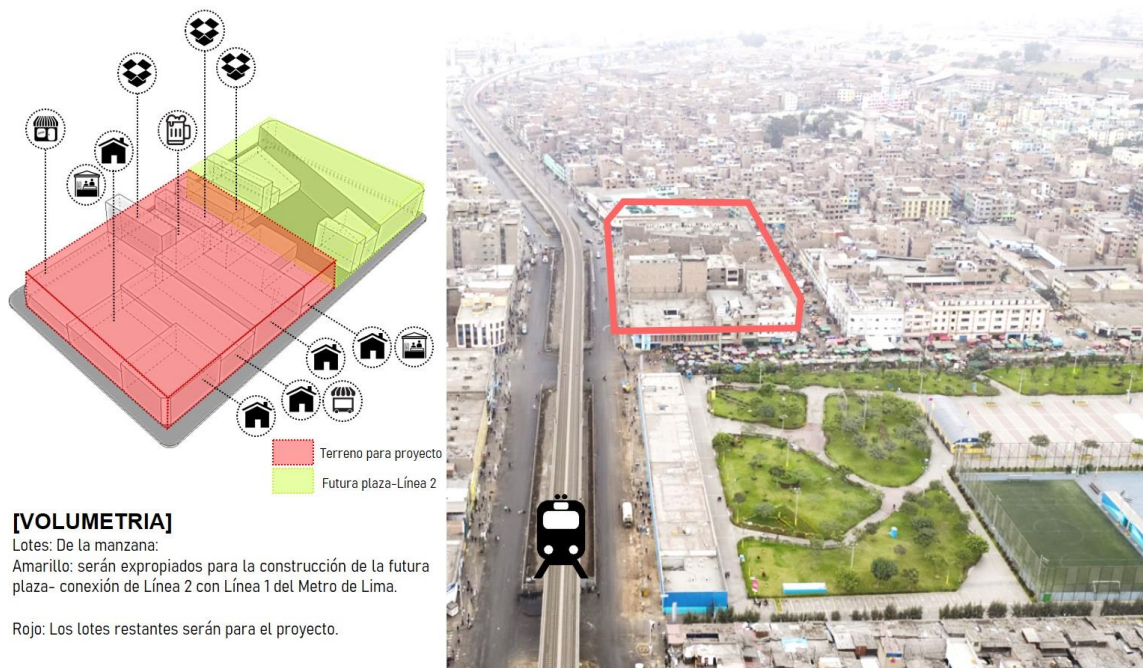 Terreno para proyecto
Futura plaza-Línea 2
[VOLUMETRIA]
Lotes: De la manzana:
Amarillo: serán expropiados para la construcción de la futura
plaza- conexión de Línea 2 con Línea 1 del Metro de Lima.
Rojo: Los lotes restantes serán para el proyecto.